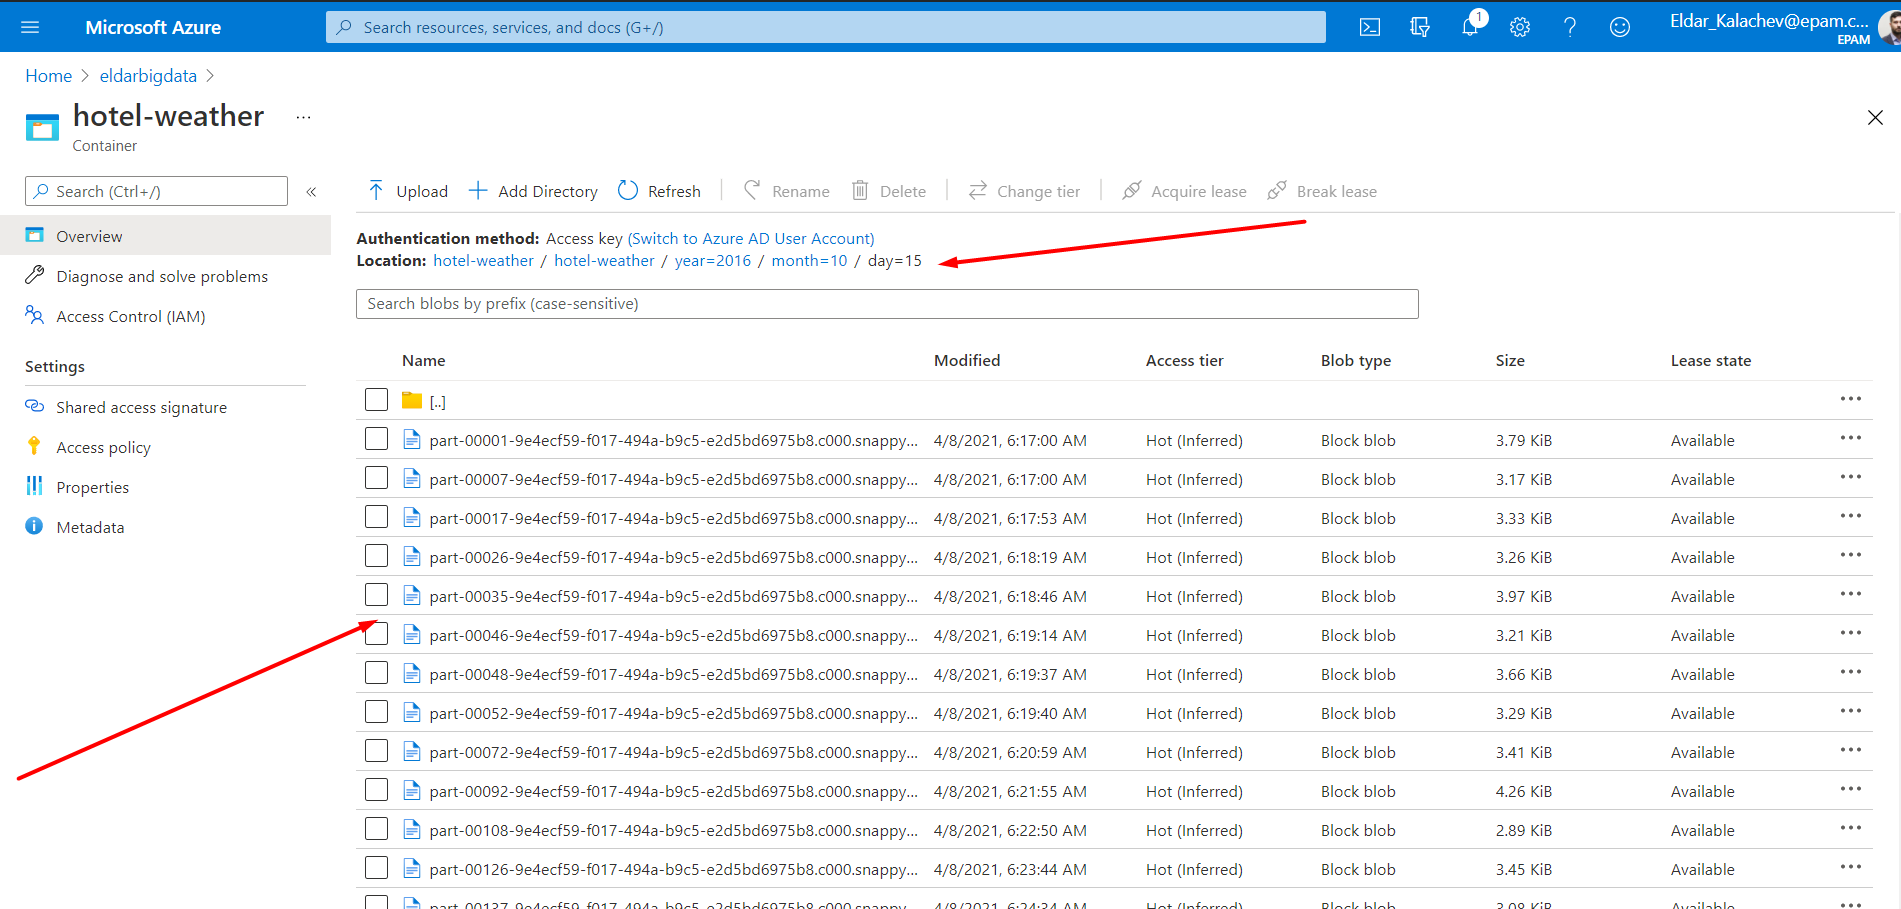 Microsoft Azure
Search resources, services, and docs (G+/)
1
Eldar_Kalachev@epam.c...
EPAM
Home > eldarbigdata >
hotel-weather ...
Container
Search (Ctrl+/) «
Overview
Diagnose and solve problems
Access Control (IAM)
Settings
Shared access signature
Access policy
Properties
Metadata
Upload Add Directory Refresh Rename Delete Change tier Acquire lease Break lease
Authentication method: Access key (Switch to Azure AD User Account)
Location: hotel-weather / hotel-weather / year=2016 / month=10 / day=15
Search blobs by prefix (case-sensitive)
Name Modified Access tier Blob type Size Lease state
[..]
part-00001-9e4ecf59-f017-494a-b9c5-e2d5bd6975b8.c000.snappy... 4/8/2021, 6:17:00 AM Hot (Inferred) Block blob 3.79 KiB Available
part-00007-9e4ecf59-f017-494a-b9c5-e2d5bd6975b8.c000.snappy... 4/8/2021, 6:17:00 AM Hot (Inferred) Block blob 3.17 KiB Available
part-00017-9e4ecf59-f017-494a-b9c5-e2d5bd6975b8.c000.snappy... 4/8/2021, 6:17:53 AM Hot (Inferred) Block blob 3.33 KiB Available
part-00026-9e4ecf59-f017-494a-b9c5-e2d5bd6975b8.c000.snappy... 4/8/2021, 6:18:19 AM Hot (Inferred) Block blob 3.26 KiB Available
part-00035-9e4ecf59-f017-494a-b9c5-e2d5bd6975b8.c000.snappy... 4/8/2021, 6:18:46 AM Hot (Inferred) Block blob 3.97 KiB Available
part-00046-9e4ecf59-f017-494a-b9c5-e2d5bd6975b8.c000.snappy... 4/8/2021, 6:19:14 AM Hot (Inferred) Block blob 3.21 KiB Available
part-00048-9e4ecf59-f017-494a-b9c5-e2d5bd6975b8.c000.snappy... 4/8/2021, 6:19:37 AM Hot (Inferred) Block blob 3.66 KiB Available
part-00052-9e4ecf59-f017-494a-b9c5-e2d5bd6975b8.c000.snappy... 4/8/2021, 6:19:40 AM Hot (Inferred) Block blob 3.29 KiB Available
part-00072-9e4ecf59-f017-494a-b9c5-e2d5bd6975b8.c000.snappy... 4/8/2021, 6:20:59 AM Hot (Inferred) Block blob 3.41 KiB Available
part-00092-9e4ecf59-f017-494a-b9c5-e2d5bd6975b8.c000.snappy... 4/8/2021, 6:21:55 AM Hot (Inferred) Block blob 4.26 KiB Available
part-00108-9e4ecf59-f017-494a-b9c5-e2d5bd6975b8.c000.snappy... 4/8/2021, 6:22:50 AM Hot (Inferred) Block blob 2.89 KiB Available
part-00126-9e4ecf59-f017-494a-b9c5-e2d5bd6975b8.c000.snappy... 4/8/2021, 6:23:44 AM Hot (Inferred) Block blob 3.45 KiB Available